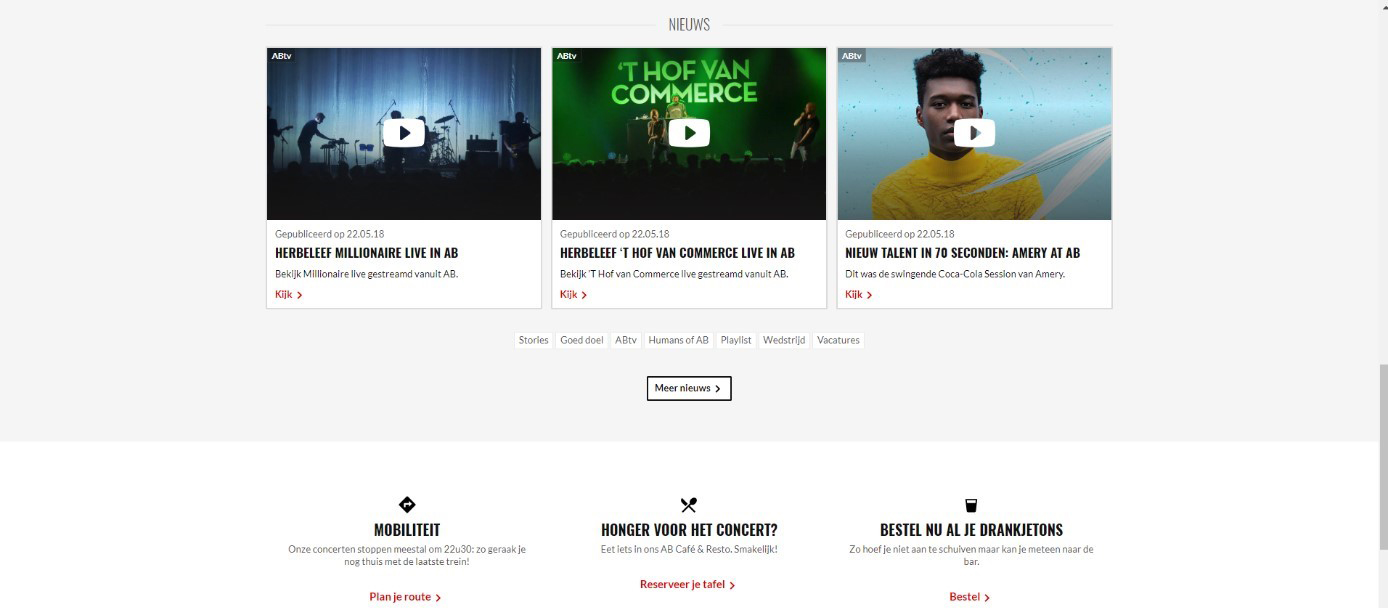 NIEUWS
ABtv
ABtv
'T HOF VAN
COMMERCE
ABtv
Gepubliceerd op 22.05.18
HERBELEEF MILLIONAIRE LIVE IN AB
Bekijk Millionaire live gestreamd vanuit AB.
Kijk
Gepubliceerd op 22.05.18
HERBELEEF ‘T HOF VAN COMMERCE LIVE IN AB
Bekijk 'T Hof van Commerce live gestreamd vanuit AB.
Kijk
Gepubliceerd op 22.05.18
NIEUW TALENT IN 70 SECONDEN: AMERY AT AB
Dit was de swingende Coca-Cola Session van Amery.
Kijk
Stories Goed doel ABtv Humans of AB Playlist Wedstrijd Vacatures
Meer nieuws
MOBILITEIT
Onze concerten stoppen meestal om 22u30: zo geraak je
nog thuis met de laatste trein!
Plan je route
HONGER VOOR HET CONCERT?
Eet iets in ons AB Café & Resto. Smakelijk!
Reserveer je tafel
BESTEL NU AL JE DRANKJETONS
Zo hoef je niet aan te schuiven maar kan je meteen naar de
bar.
Bestel